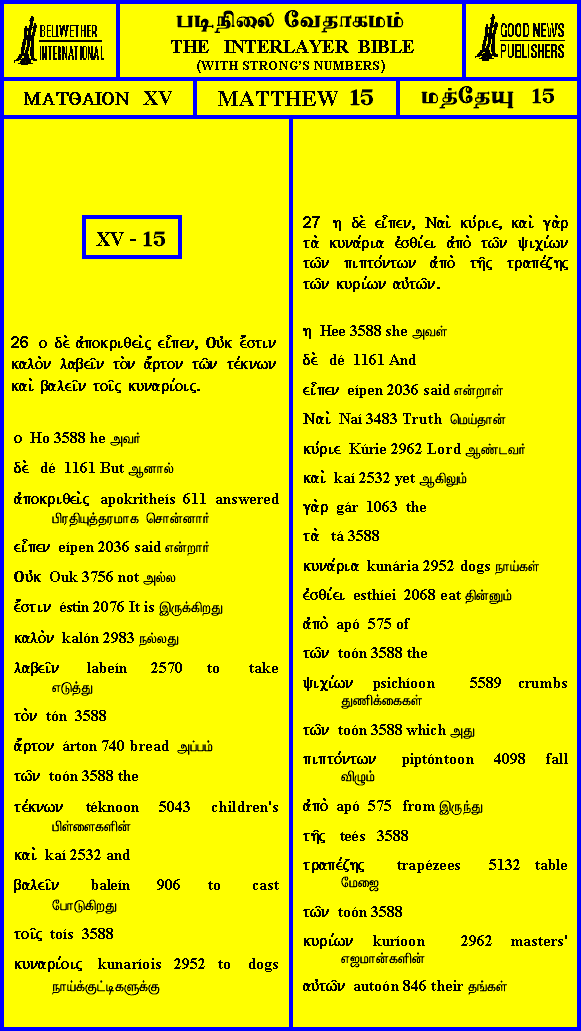 BELLWETHER
INTERNATIONAL
படிநிலை வேதாகமம்
THE INTERLAYER BIBLE
(WITH STRONG'S NUMBERS)
GOOD NEWS
PUBLISHERS
ΜΑΤΘΑΙΟΝ XV
MATTHEW 15
மத்தேயு 15
XV - 15
26 ο δὲ ἀποκριθεὶς εἶπεν, Οὐκ ἔστιν
καλὸν λαβεῖν τὸν ἄρτον τῶν τέκνων
καὶ βαλεῖν τοῖς κυναρίοις.
ο Ho 3588 he அவர்
δὲ dé 1161 But ஆனால்
ἀποκριθεὶς apokritheís 611 answered
பிரதியுத்தரமாக சொன்னார்
εἶπεν eípen 2036 said என்றார்
Οὐκ Ouk 3756 not அல்ல
ἔστιν éstin 2076 It is இருக்கிறது
καλὸν kalón 2983 நல்லது
λαβεῖν labeín 2570 to take
எடுத்து
τὸν tón 3588
ἄρτον árton 740 bread அப்பம்
τῶν toón 3588 the
τέκνων téknoon 5043 children's
பிள்ளைகளின்
καὶ kaí 2532 and
βαλεῖν baleín 906 to cast
போடுகிறது
τοῖς toís 3588
κυναρίοις kunaríois 2952 to dogs
நாய்க்குட்டிகளுக்கு
27 η δὲ εἶπεν, Ναὶ κύριε, καὶ γὰρ
τὰ κυνάρια ἐσθίει ἀπὸ τῶν ψιχίων
τῶν πιπτόντων ἀπὸ τῆς τραπέζης
τῶν κυρίων αὐτῶν.
η Hee 3588 she அவள்
δὲ dé 1161 And
εἶπεν eípen 2036 said என்றாள்
Ναὶ Naí 3483 Truth மெய்தான்
κύριε Kúrie 2962 Lord ஆண்டவர்
καὶ kaí 2532 yet ஆகிலும்
γὰρ gár 1063 the
τὰ tá 3588
κυνάρια kunária 2952 dogs நாய்கள்
ἐσθίει esthíei 2068 eat தின்னும்
ἀπὸ apó 575 of
τῶν toón 3588 the
ψιχίων psichíoon 5589 crumbs
துணிக்கைகள்
τῶν toón 3588 which அது
πιπτόντων piptóntoon 4098 fall
விழும்
ἀπὸ apó 575 from இருந்து
τῆς teés 3588
τραπέζης trapézees 5132 table
மேஜை
τῶν toón 3588
κυρίων kuríoon 2962 masters'
எஜமான்களின்
αὐτῶν autoón 846 their தங்கள்